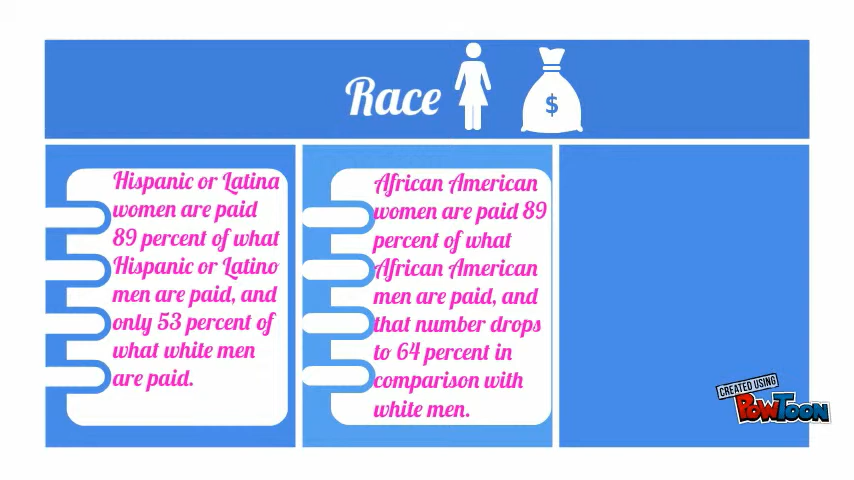 Race
$
Hispanic or Latina
women are paid
89 percent of what
Hispanic or Latino
men are paid, and
only 53 percent of
what white men
are paid.
African American
women are paid 89
percent of what
African American
men are paid, and
that number drops
to 64 percent in
comparison with
white men.
CREATED USING
POWTOON